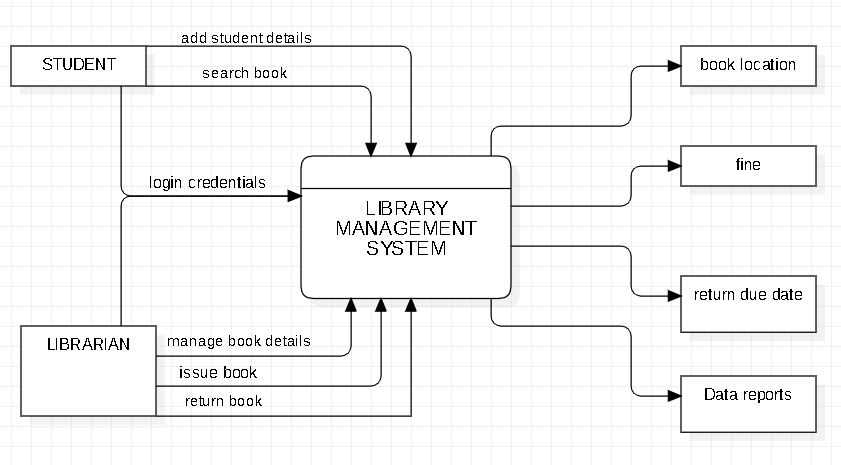 add student details
STUDENT
search book
book location
fine
login credentials
LIBRARY
MANAGEMENT
SYSTEM
return due date
LIBRARIAN
manage book details
issue book
return book
Data reports